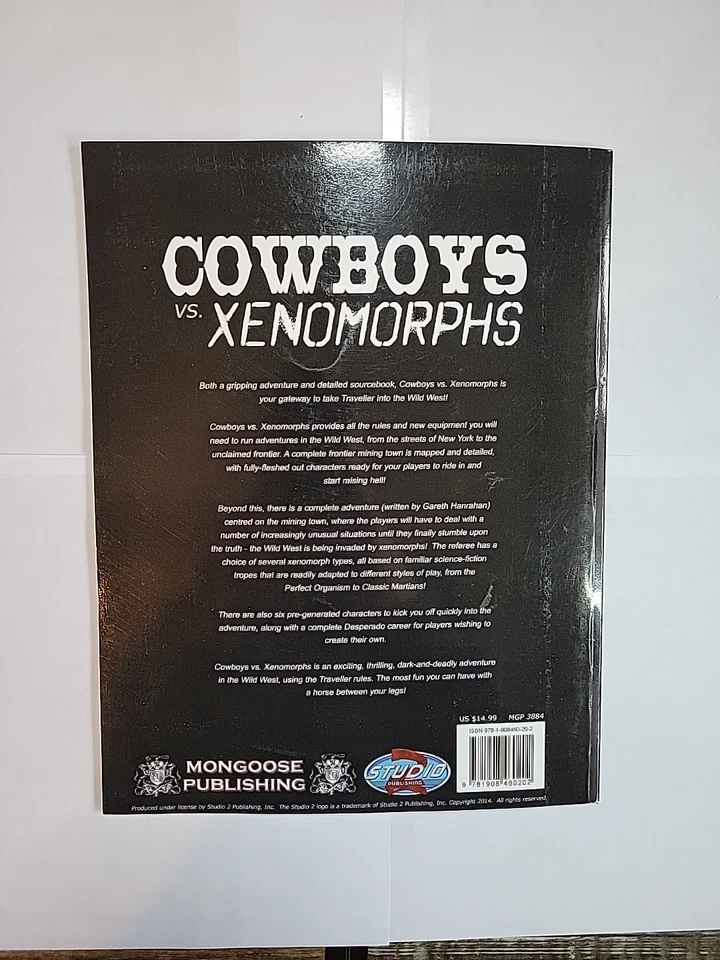 COWBOYS
VS. XENOMORPHS
Both a gripping adventure and detailed sourcebook, Cowboys vs. Xenomorphs is
your gateway to take Traveller into the Wild West!
Cowboys vs. Xenomorphs provides all the rules and new equipment you will
need to run adventures in the Wild West, from the streets of New York to the
unclaimed frontier. A complete frontier mining town is mapped and detailed,
with fully-fleshed out characters ready for your players to ride in and
start raising hell!
Beyond this, there is a complete adventure (written by Gareth Hanrahan)
centred on the mining town, where the players will have to deal with a
number of increasingly unusual situations until they finally stumble upon
the truth - the Wild West is being invaded by xenomorphs! The referee has a
choice of several xenomorph types, all based on familiar science-fiction
tropes that are readily adapted to different styles of play, from the
Perfect Organism to Classic Martians!
There are also six pre-generated characters to kick you off quickly into the
adventure, along with a complete Desperado career for players wishing to
create their own.
Cowboys vs. Xenomorphs is an exciting, thrilling, dark-and-deadly adventure
in the Wild West, using the Traveller rules. The most fun you can have with
a horse between your legs!
US $14.99 MGP 3884
ISBN 978-1-908460-20-2
9 781908 460202
MONGOOSE
PUBLISHING
STUDIO
PUBLISHING
Produced under license by Studio 2 Publishing, Inc. The Studio 2 logo is a trademark of Studio 2 Publishing, Inc. Copyright 2014. All rights reserved.